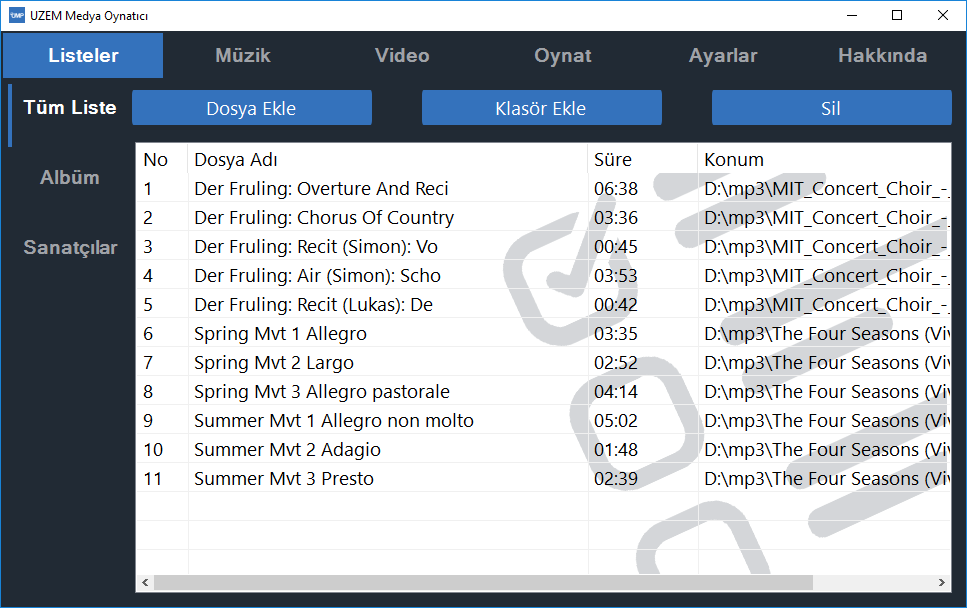 UMP UZEM Medya Oynatıcı
Listeler Müzik Video Oynat Ayarlar Hakkında
Tüm Liste Dosya Ekle Klasör Ekle Sil
Albüm
Sanatçılar
No Dosya Adı Süre Konum
1 Der Fruling: Overture And Reci 06:38 D:\mp3\MIT_Concert_Choir_-_
2 Der Fruling: Chorus Of Country 03:36 D:\mp3\MIT_Concert_Choir_-_
3 Der Fruling: Recit (Simon): Vo 00:45 D:\mp3\MIT_Concert_Choir_-_
4 Der Fruling: Air (Simon): Scho 03:53 D:\mp3\MIT_Concert_Choir_-_
5 Der Fruling: Recit (Lukas): De 00:42 D:\mp3\MIT_Concert_Choir_-_
6 Spring Mvt 1 Allegro 03:35 D:\mp3\The Four Seasons (Viv
7 Spring Mvt 2 Largo 02:52 D:\mp3\The Four Seasons (Viv
8 Spring Mvt 3 Allegro pastorale 04:14 D:\mp3\The Four Seasons (Viv
9 Summer Mvt 1 Allegro non molto 05:02 D:\mp3\The Four Seasons (Viv
10 Summer Mvt 2 Adagio 01:48 D:\mp3\The Four Seasons (Viv
11 Summer Mvt 3 Presto 02:39 D:\mp3\The Four Seasons (Viv